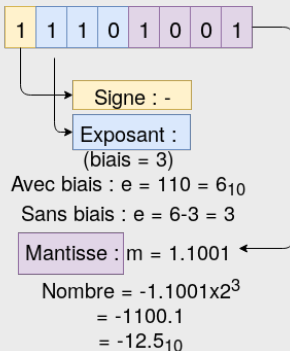 1 1 1 0 1 0 0 1
Signe : -
Exposant :
(biais = 3)
Avec biais : e = 110 = 6₁₀
Sans biais : e = 6-3 = 3
Mantisse : m = 1.1001
Nombre = -1.1001x2³
= -1100.1
= -12.5₁₀